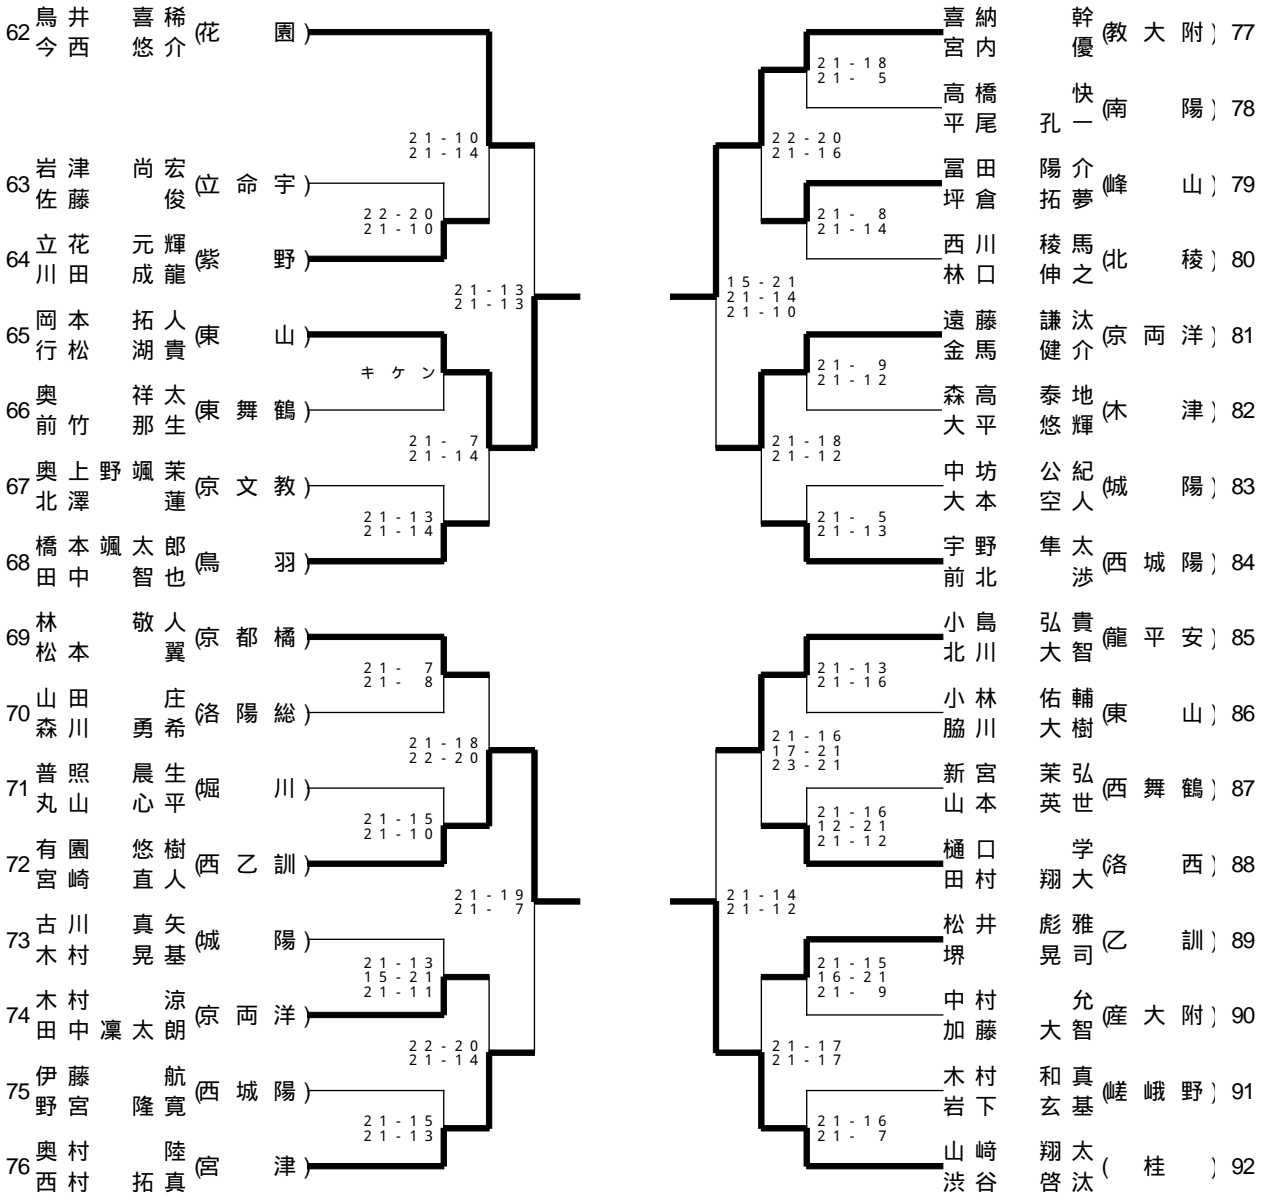 62 鳥井 喜稀 (花 園)
今西 悠介
21-10
21-14
63 岩津 尚宏 (立命宇)
佐藤 俊
22-20
21-10
64 立花 元輝 (紫 野)
川田 成龍
21-13
21-13
65 岡本 拓人 (東 山)
行松 湖貴
キケン
66 奥 祥太 (東舞鶴)
前竹 那生
21- 7
21-14
67 奥上野颯茉 (京文教)
北澤 蓮
21-13
21-14
68 橋本颯太郎 (鳥 羽)
田中 智也
69 林 敬人 (京都橘)
松本 翼
21- 7
21- 8
70 山田 庄 (洛陽総)
森川 勇希
21-18
22-20
71 普照 晨生 (堀 川)
丸山 心平
21-15
21-10
72 有園 悠樹 (西乙訓)
宮崎 直人
21-19
21- 7
73 古川 真矢 (城 陽)
木村 晃基
21-13
15-21
21-11
74 木村 涼 (京両洋)
田中凜太朗
22-20
21-14
75 伊藤 航 (西城陽)
野宮 隆寛
21-15
21-13
76 奥村 陸 (宮 津)
西村 拓真
喜納 幹 (教大附) 77
宮内 優
21-18
21- 5
高橋 快 (南 陽) 78
平尾 孔一
22-20
21-16
冨田 陽介 (峰 山) 79
坪倉 拓夢
21- 8
21-14
西川 稜馬 (北 稜) 80
林口 伸之
15-21
21-14
21-10
遠藤 謙汰 (京両洋) 81
金馬 健介
21- 9
21-12
森高 泰地 (木 津) 82
大平 悠輝
21-18
21-12
中坊 公紀 (城 陽) 83
大本 空人
21- 5
21-13
宇野 隼太 (西城陽) 84
前北 渉
小島 弘貴 (龍平安) 85
北川 大智
21-13
21-16
小林 佑輔 (東 山) 86
脇川 大樹
21-16
17-21
23-21
新宮 茉弘 (西舞鶴) 87
山本 英世
21-16
12-21
21-12
樋口 学 (洛 西) 88
田村 翔大
21-14
21-12
松井 彪雅 (乙 訓) 89
堺 晃司
21-15
16-21
21- 9
中村 允 (産大附) 90
加藤 大智
21-17
21-17
木村 和真 (嵯峨野) 91
岩下 玄基
21-16
21- 7
山﨑 翔太 ( 桂 ) 92
渋谷 啓汰